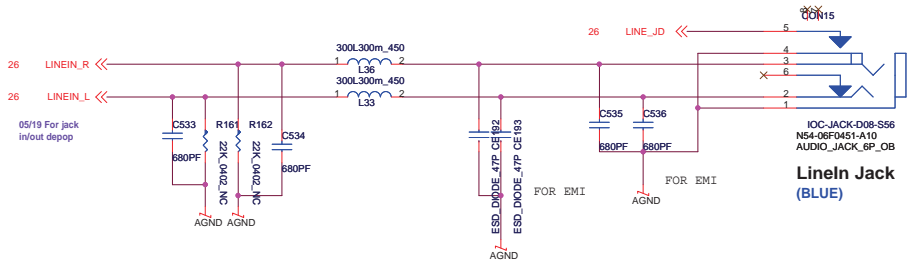 CON15
5
26 LINE_JD
300L300m_450
4
26 LINEIN_R
1 2
3
L36
6
300L300m_450
26 LINEIN_L
1 2
2
L33
1
05/19 For jack
in/out depop
C533
R161
R162
C534
680PF
22K_0402_NC
22K_0402_NC
680PF
CE192
ESD_DIODE_47P
CE193
ESD_DIODE_47P
C535
C536
680PF
680PF
IOC-JACK-D08-S56
N54-06F0451-A10
AUDIO_JACK_6P_OB
LineIn Jack
(BLUE)
FOR EMI
FOR EMI
AGND
AGND
AGND
AGND